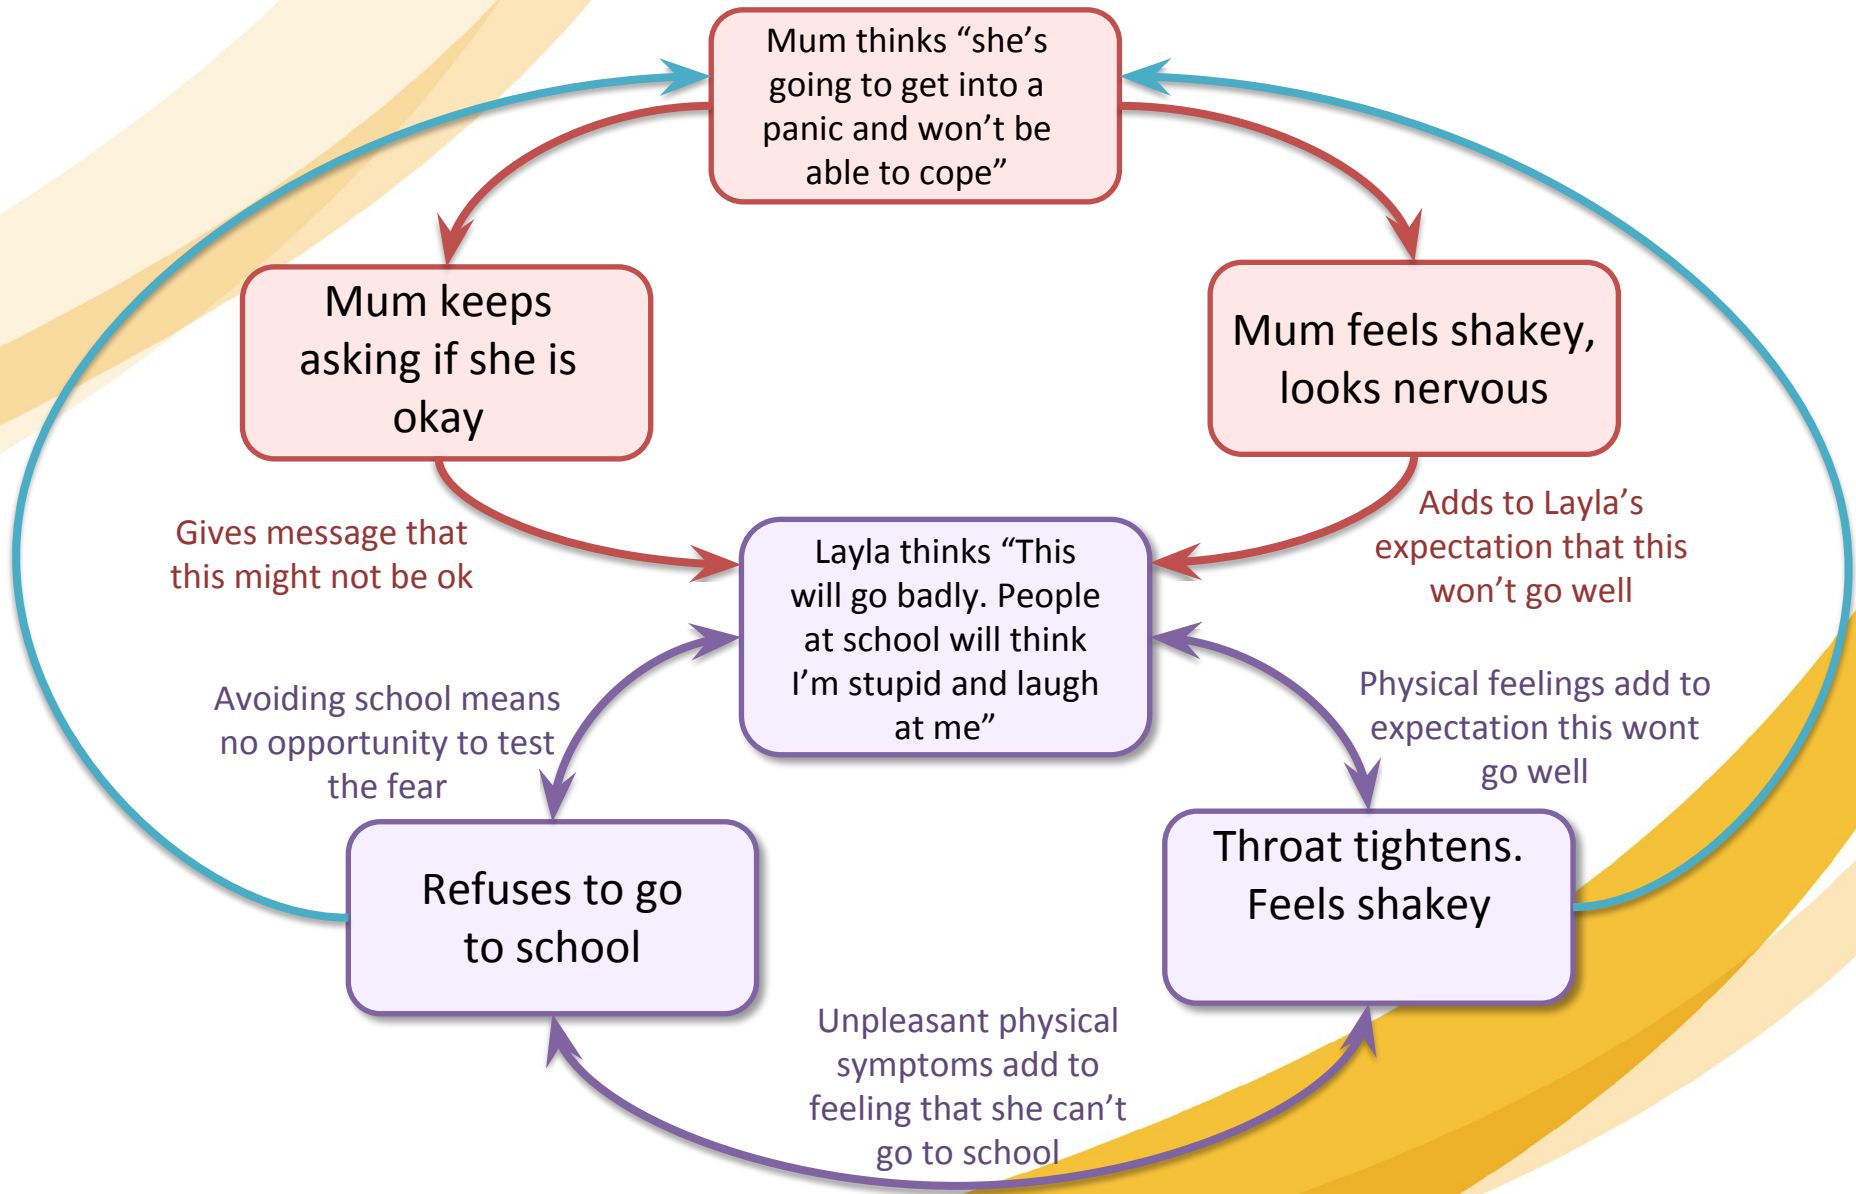 Mum thinks “she’s
going to get into a
panic and won’t be
able to cope”
Mum keeps
asking if she is
okay
Mum feels shakey,
looks nervous
Gives message that
this might not be ok
Adds to Layla’s
expectation that this
won’t go well
Layla thinks “This
will go badly. People
at school will think
I’m stupid and laugh
at me”
Avoiding school means
no opportunity to test
the fear
Physical feelings add to
expectation this wont
go well
Refuses to go
to school
Throat tightens.
Feels shakey
Unpleasant physical
symptoms add to
feeling that she can’t
go to school